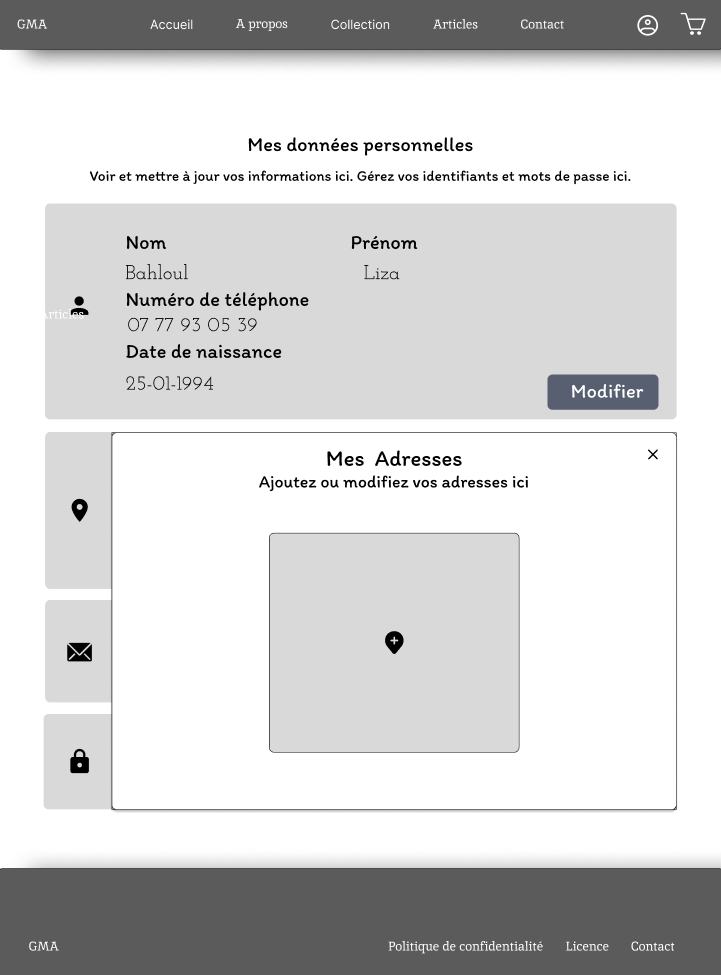 GMA Accueil A propos Collection Articles Contact
Mes données personnelles
Voir et mettre à jour vos informations ici. Gérez vos identifiants et mots de passe ici.
Nom Prénom
Bahloul Liza
Numéro de téléphone
Articles
07 77 93 05 39
Date de naissance
25-01-1994
Modifier
Mes Adresses
Ajoutez ou modifiez vos adresses ici
GMA Politique de confidentialité Licence Contact